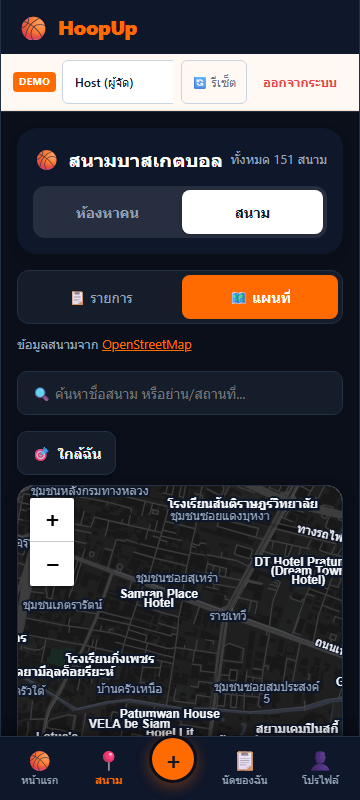 HoopUp
DEMO
Host (ผู้จัด)
รีเซ็ต
ออกจากระบบ
สนามบาสเกตบอล
ทั้งหมด 151 สนาม
ห้องหาคน
สนาม
รายการ
แผนที่
ข้อมูลสนามจาก OpenStreetMap
ค้นหาชื่อสนาม หรือย่าน/สถานที่...
ใกล้ฉัน
+
−
ชุมชนหลังกรมทางหลวง
โรงเรียนสันติราษฎร์วิทยาลัย
ชุมชนซอยแดงบุหงา
ทางรถไฟ
DT Hotel Pratun
(Dream Town
Hotel)
ชุมชนซอยสุเหร่า
Samran Place
Hotel
ชุมชนเภตรารัตน์
ราชเทวี
โรงเรียนกิ่งเพชร
บ้านครัวเหนือ
ชุมชนซอยสมประสงค์
5
Patumwan House
VELA be Siam
Hotel Lit
สยามเคมปินสกี้
หน้าแรก
สนาม
+
นัดของฉัน
โปรไฟล์